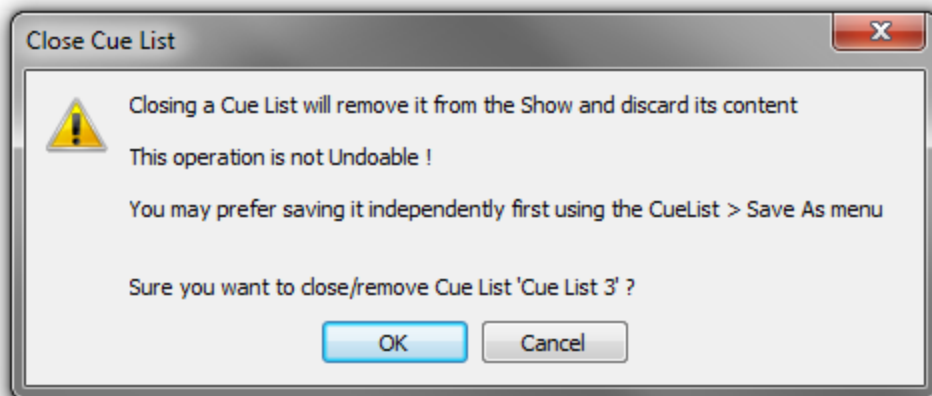 Close Cue List
Closing a Cue List will remove it from the Show and discard its content
This operation is not Undoable !
You may prefer saving it independently first using the CueList > Save As menu
Sure you want to close/remove Cue List 'Cue List 3' ?
OK
Cancel